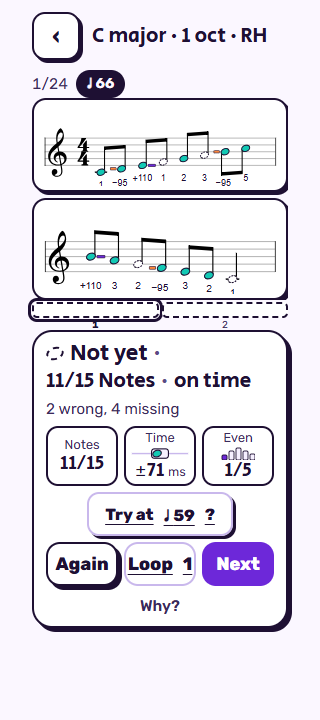 ‹ C major · 1 oct · RH
1/24 ♩66
4
4
1 −95 +110 1 2 3 −95 5
+110 3 2 −95 3 2 1
1 2
Not yet ·
11/15 Notes · on time
2 wrong, 4 missing
Notes Time Even
11/15 ±71 ms 1/5
Try at ♩59 ?
Again Loop 1 Next
Why?